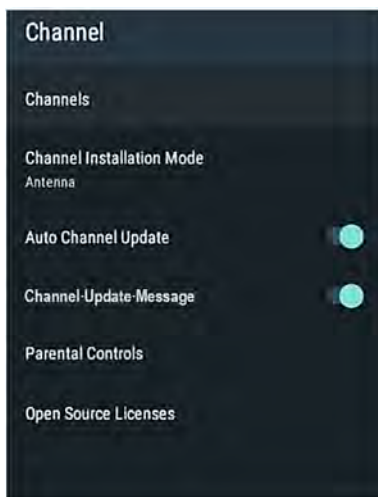 Channel
Channels
Channel Installation Mode
Antenna
Auto Channel Update
Channel-Update-Message
Parental Controls
Open Source Licenses